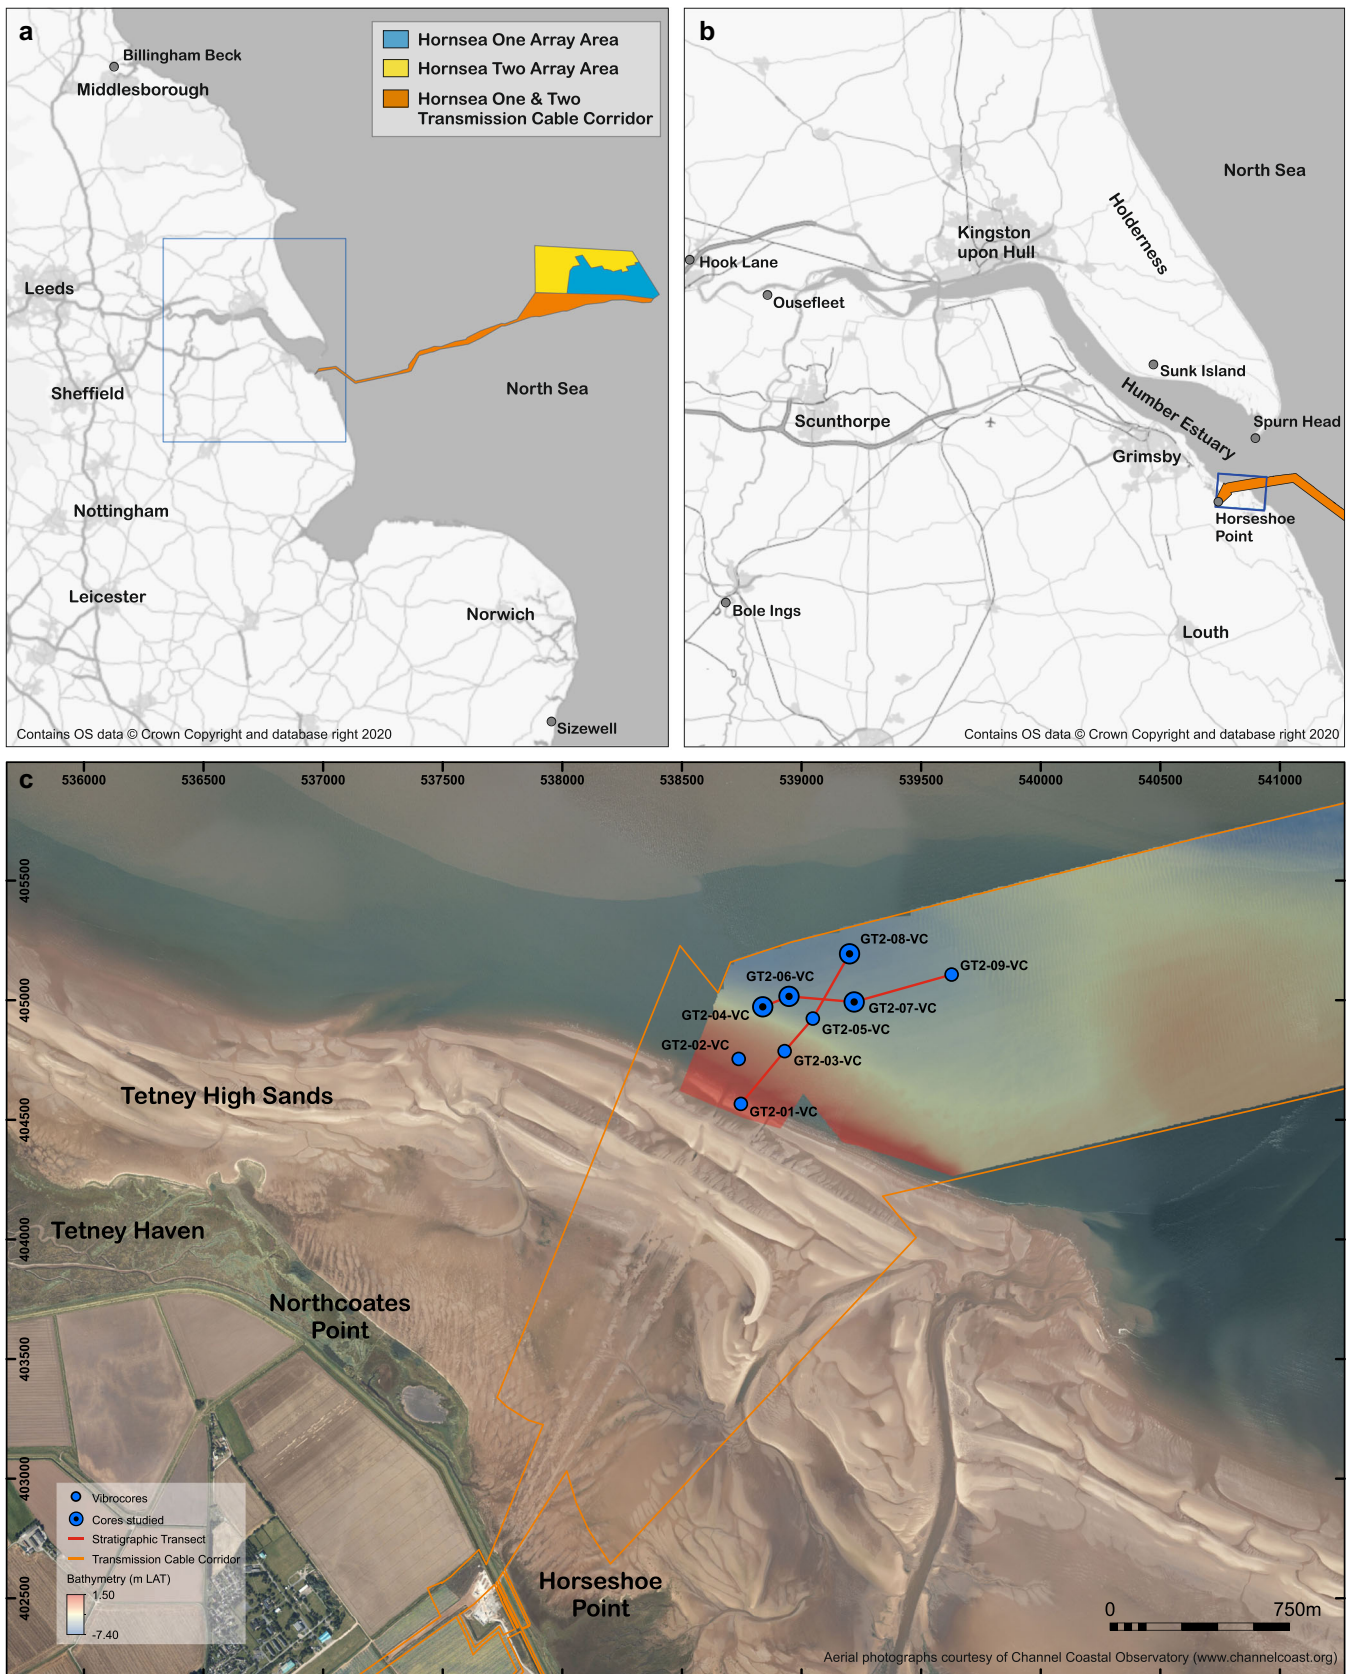 a
Billingham Beck
Middlesborough
Hornsea One Array Area
Hornsea Two Array Area
Hornsea One & Two
Transmission Cable Corridor
Leeds
Sheffield
North Sea
Nottingham
Leicester
Norwich
Sizewell
Contains OS data © Crown Copyright and database right 2020
b
North Sea
Holderness
Kingston
upon Hull
Hook Lane
Ousefleet
Sunk Island
Humber Estuary
Spurn Head
Scunthorpe
Grimsby
Horseshoe
Point
Bole Ings
Louth
Contains OS data © Crown Copyright and database right 2020
c
536000 536500 537000 537500 538000 538500 539000 539500 540000 540500 541000
405500
405000
404500
404000
403500
403000
402500
GT2-08-VC
GT2-09-VC
GT2-06-VC
GT2-07-VC
GT2-04-VC
GT2-05-VC
GT2-02-VC
GT2-03-VC
GT2-01-VC
Tetney High Sands
Tetney Haven
Northcoates
Point
Horseshoe
Point
Vibrocores
Cores studied
Stratigraphic Transect
Transmission Cable Corridor
Bathymetry (m LAT)
1.50
-7.40
0 750m
Aerial photographs courtesy of Channel Coastal Observatory (www.channelcoast.org)